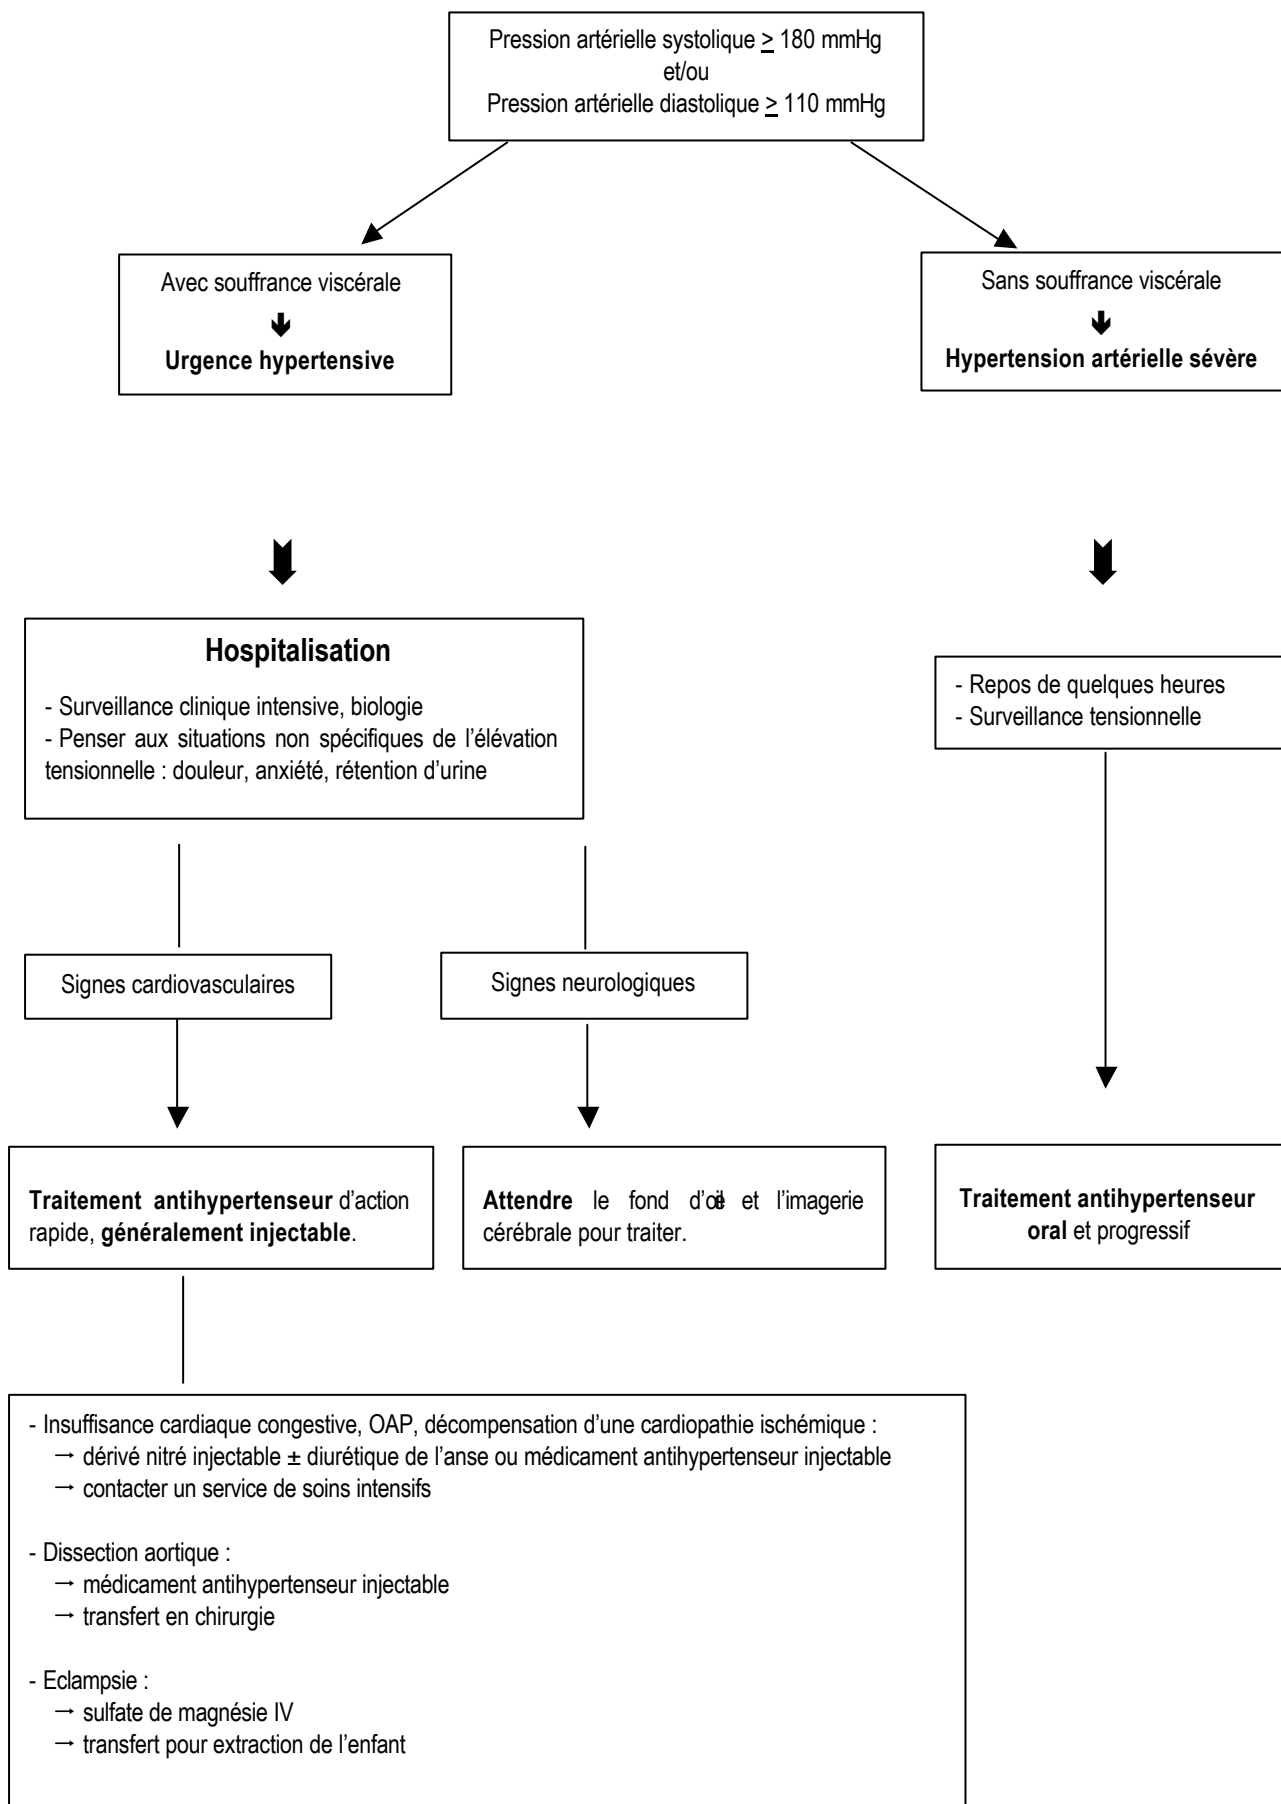 Pression artérielle systolique ≥ 180 mmHg
et/ou
Pression artérielle diastolique ≥ 110 mmHg
Avec souffrance viscérale
🡻
Urgence hypertensive
Sans souffrance viscérale
🡻
Hypertension artérielle sévère
Hospitalisation
- Surveillance clinique intensive, biologie
- Penser aux situations non spécifiques de l’élévation
tensionnelle : douleur, anxiété, rétention d’urine
- Repos de quelques heures
- Surveillance tensionnelle
Signes cardiovasculaires
Signes neurologiques
Traitement antihypertenseur d’action
rapide, généralement injectable.
Attendre le fond d’œil et l’imagerie
cérébrale pour traiter.
Traitement antihypertenseur
oral et progressif
- Insuffisance cardiaque congestive, OAP, décompensation d’une cardiopathie ischémique :
→ dérivé nitré injectable ± diurétique de l’anse ou médicament antihypertenseur injectable
→ contacter un service de soins intensifs
- Dissection aortique :
→ médicament antihypertenseur injectable
→ transfert en chirurgie
- Eclampsie :
→ sulfate de magnésie IV
→ transfert pour extraction de l’enfant